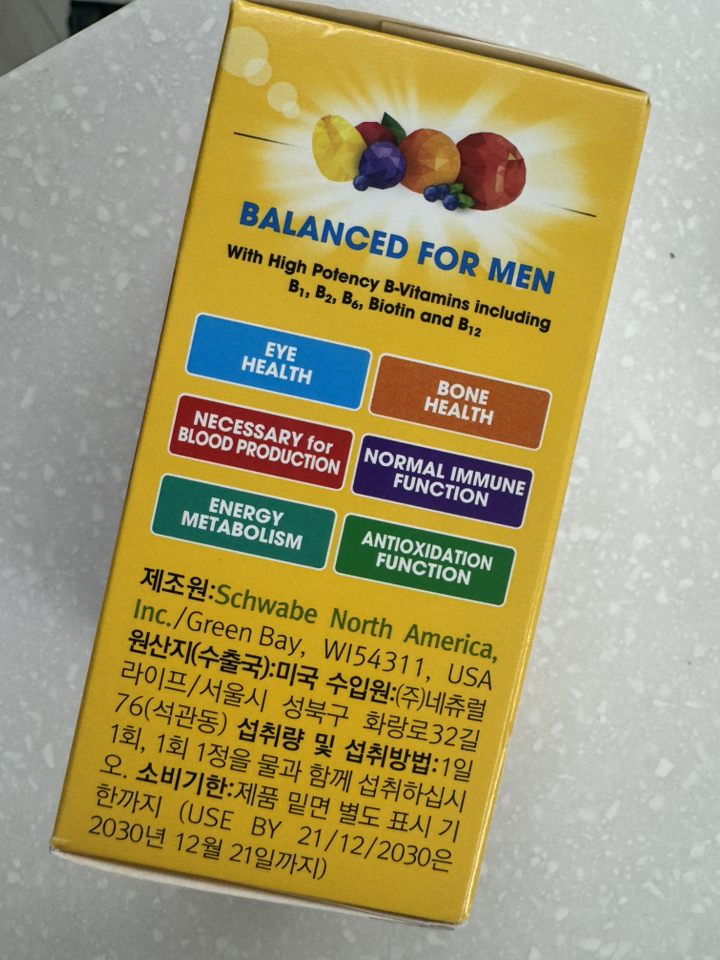 BALANCED FOR MEN
With High Potency B-Vitamins including
B₁, B₂, B₆, Biotin and B₁₂
EYE
HEALTH
BONE
HEALTH
NECESSARY for
BLOOD PRODUCTION
NORMAL IMMUNE
FUNCTION
ENERGY
METABOLISM
ANTIOXIDATION
FUNCTION
제조원:Schwabe North America,
Inc./Green Bay, WI54311, USA
원산지(수출국):미국 수입원:(주)네츄럴
라이프/서울시 성북구 화랑로32길
76(석관동) 섭취량 및 섭취방법:1일
1회, 1회 1정을 물과 함께 섭취하십시
오. 소비기한:제품 밑면 별도 표시 기
한까지 (USE BY 21/12/2030은
2030년 12월 21일까지)